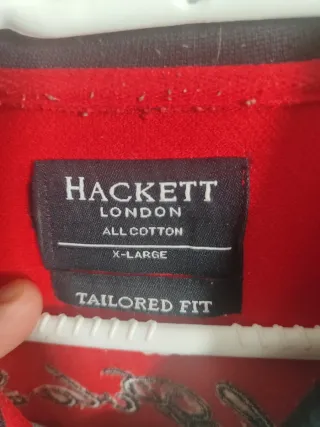 HACKETT
LONDON
ALL COTTON
X-LARGE
TAILORED FIT